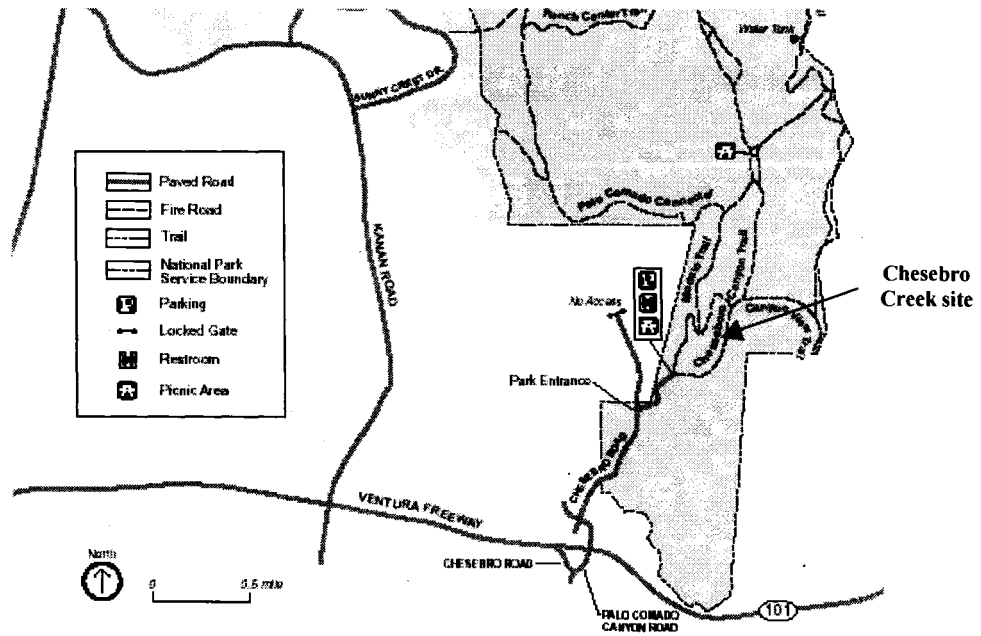 Water Tank
SUNNY CREST DR.
Paved Road
Fire Road
Trail
National Park
Service Boundary
Parking
Locked Gate
Restroom
Picnic Area
KANAN ROAD
Palo Comado Connector
No Access
Canyon Trail
Chesebro
Creek site
Park Entrance
CHESEBRO ROAD
VENTURA FREEWAY
CHESEBRO ROAD
PALO COMADO
CANYON ROAD
101
North
0 0.5 mile